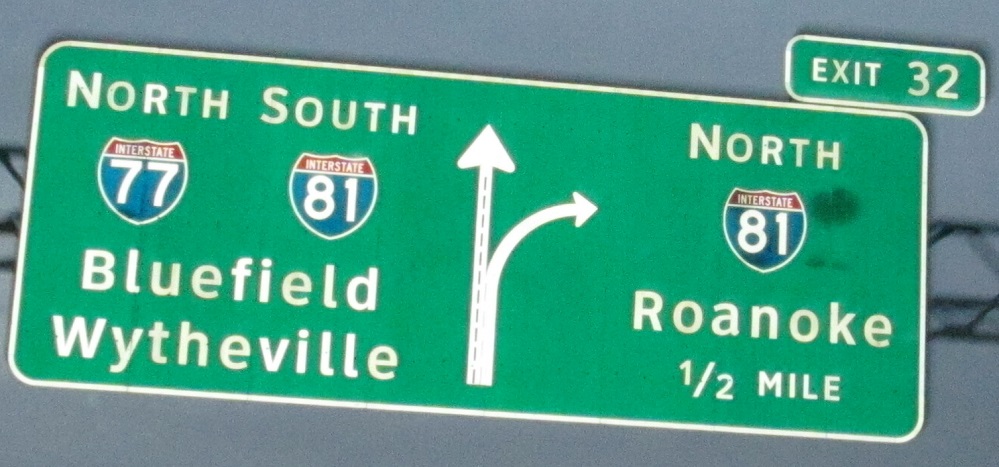 EXIT 32
NORTH SOUTH
INTERSTATE 77
INTERSTATE 81
Bluefield
Wytheville
NORTH
INTERSTATE 81
Roanoke
1/2 MILE